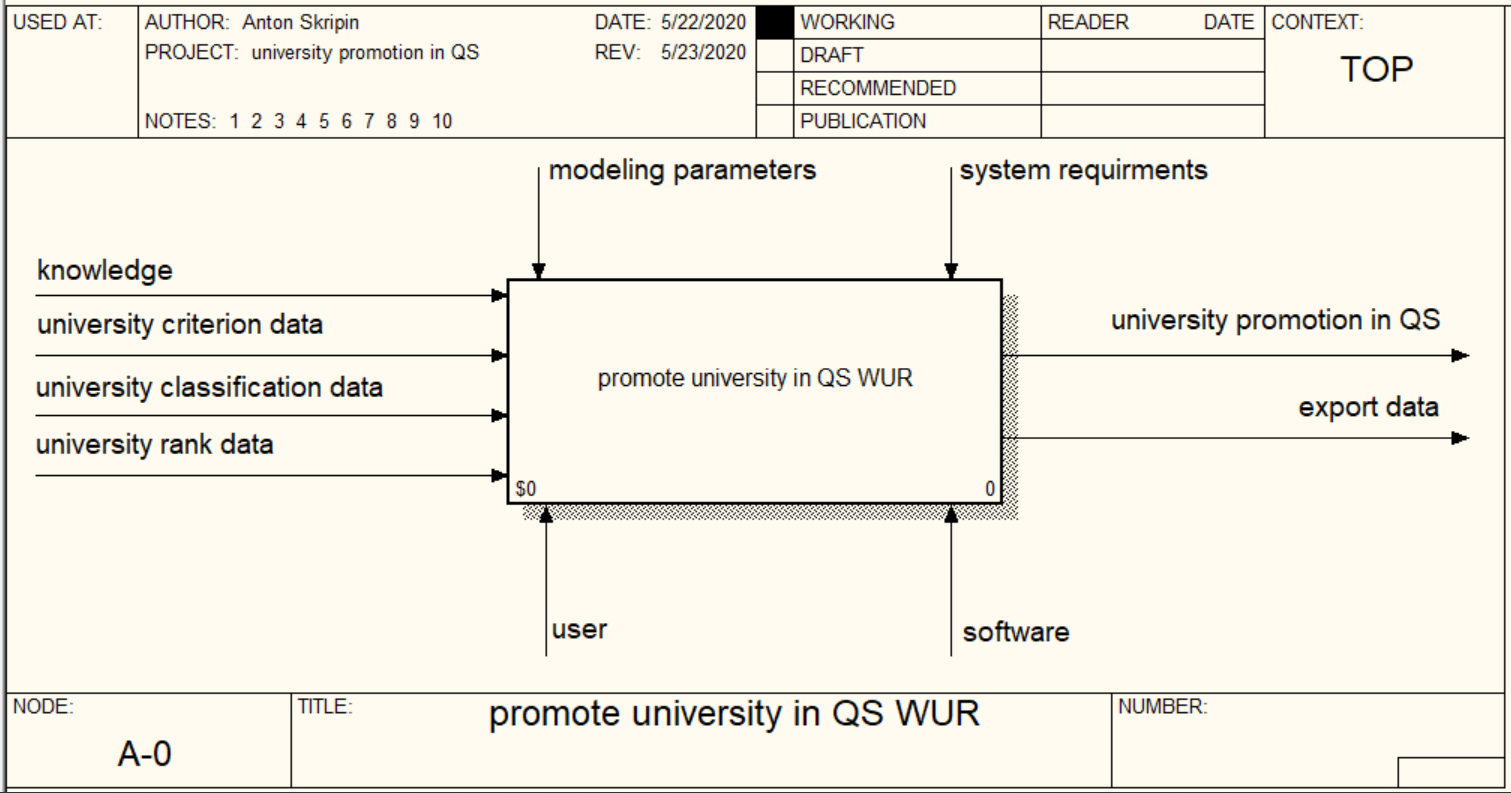 USED AT:
AUTHOR: Anton Skripin
DATE: 5/22/2020
PROJECT: university promotion in QS
REV: 5/23/2020
NOTES: 1 2 3 4 5 6 7 8 9 10
WORKING
DRAFT
RECOMMENDED
PUBLICATION
READER DATE
CONTEXT:
TOP
modeling parameters
system requirments
knowledge
university criterion data
university classification data
university rank data
promote university in QS WUR
$0
0
university promotion in QS
export data
user
software
NODE:
A-0
TITLE:
promote university in QS WUR
NUMBER: